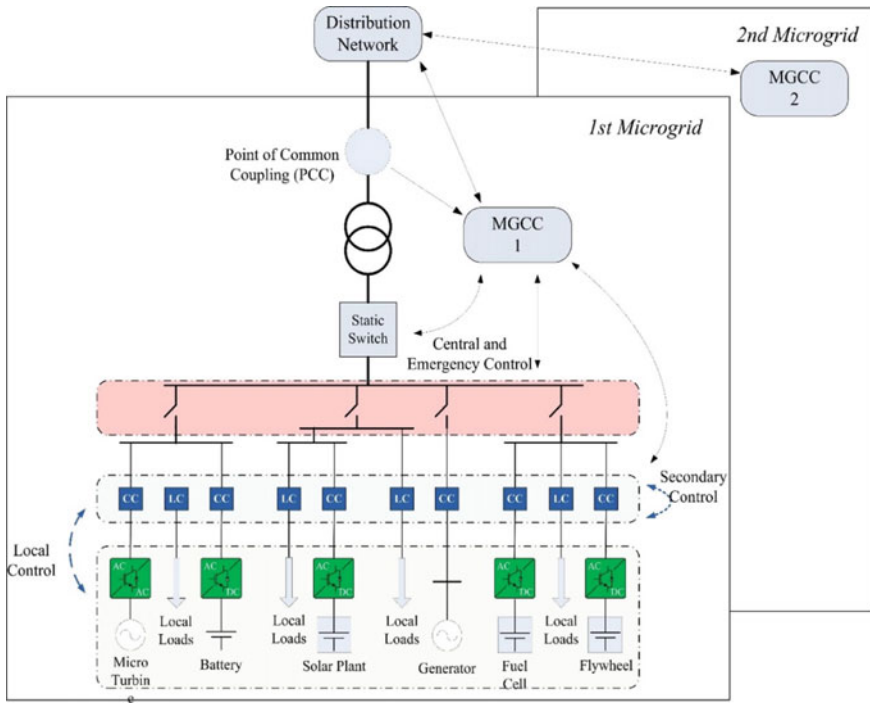 Distribution
Network
2nd Microgrid
MGCC
2
1st Microgrid
Point of Common
Coupling (PCC)
MGCC
1
Static
Switch
Central and
Emergency Control
Secondary
Control
CC LC CC LC CC LC CC CC LC CC
Local
Control
AC AC
AC DC
AC DC
AC DC
AC DC
Micro
Turbin
e
Local
Loads
Battery
Local
Loads
Solar Plant
Local
Loads
Generator
Fuel
Cell
Local
Loads
Flywheel